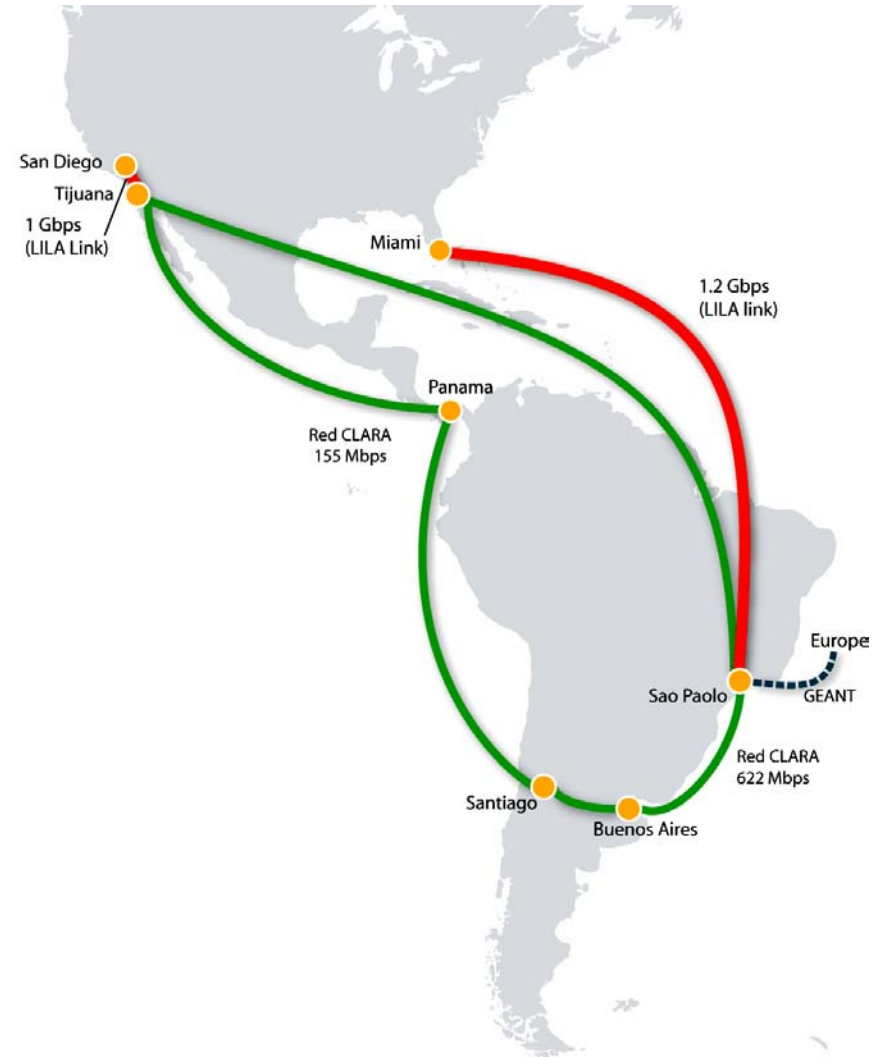 San Diego
Tijuana
1 Gbps
(LILA Link)
Miami
1.2 Gbps
(LILA link)
Panama
Red CLARA
155 Mbps
Europe
Sao Paolo
GEANT
Red CLARA
622 Mbps
Santiago
Buenos Aires